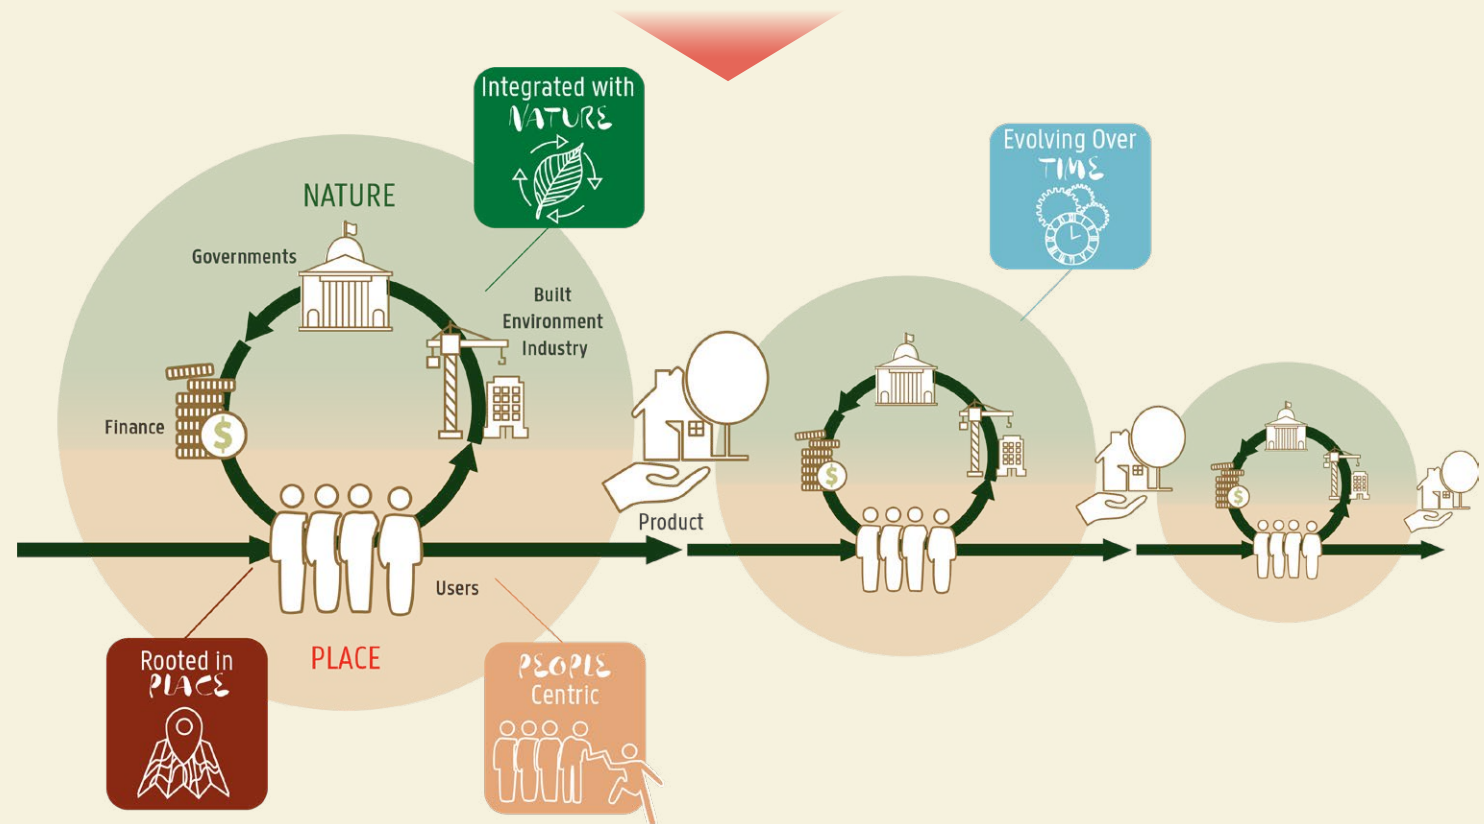 Integrated with
NATURE
Evolving Over
TIME
NATURE
Governments
Built
Environment
Industry
Finance
$
$
$
Product
Users
PLACE
Rooted in
PLACE
PEOPLE
Centric